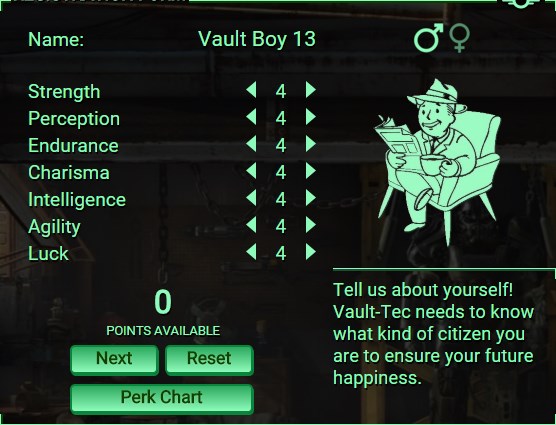 Name: Vault Boy 13
Strength 4
Perception 4
Endurance 4
Charisma 4
Intelligence 4
Agility 4
Luck 4
0
POINTS AVAILABLE
Next Reset
Perk Chart
Tell us about yourself!
Vault-Tec needs to know
what kind of citizen you
are to ensure your future
happiness.